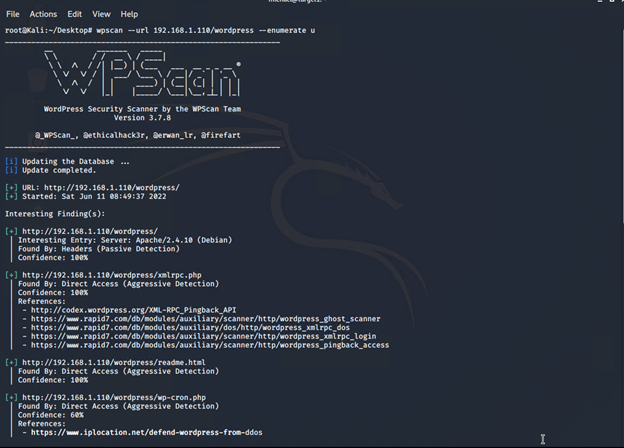 michael@target1: ~
File Actions Edit View Help
root@Kali:~/Desktop# wpscan --url 192.168.1.110/wordpress --enumerate u
WPScan ®
WordPress Security Scanner by the WPScan Team
Version 3.7.8
@_WPScan_, @ethicalhack3r, @erwan_lr, @firefart
[i] Updating the Database ...
[i] Update completed.
[+] URL: http://192.168.1.110/wordpress/
[+] Started: Sat Jun 11 08:49:37 2022
Interesting Finding(s):
[+] http://192.168.1.110/wordpress/
| Interesting Entry: Server: Apache/2.4.10 (Debian)
| Found By: Headers (Passive Detection)
| Confidence: 100%
[+] http://192.168.1.110/wordpress/xmlrpc.php
| Found By: Direct Access (Aggressive Detection)
| Confidence: 100%
| References:
| - http://codex.wordpress.org/XML-RPC_Pingback_API
| - https://www.rapid7.com/db/modules/auxiliary/scanner/http/wordpress_ghost_scanner
| - https://www.rapid7.com/db/modules/auxiliary/dos/http/wordpress_xmlrpc_dos
| - https://www.rapid7.com/db/modules/auxiliary/scanner/http/wordpress_xmlrpc_login
| - https://www.rapid7.com/db/modules/auxiliary/scanner/http/wordpress_pingback_access
[+] http://192.168.1.110/wordpress/readme.html
| Found By: Direct Access (Aggressive Detection)
| Confidence: 100%
[+] http://192.168.1.110/wordpress/wp-cron.php
| Found By: Direct Access (Aggressive Detection)
| Confidence: 60%
| References:
| - https://www.iplocation.net/defend-wordpress-from-ddos